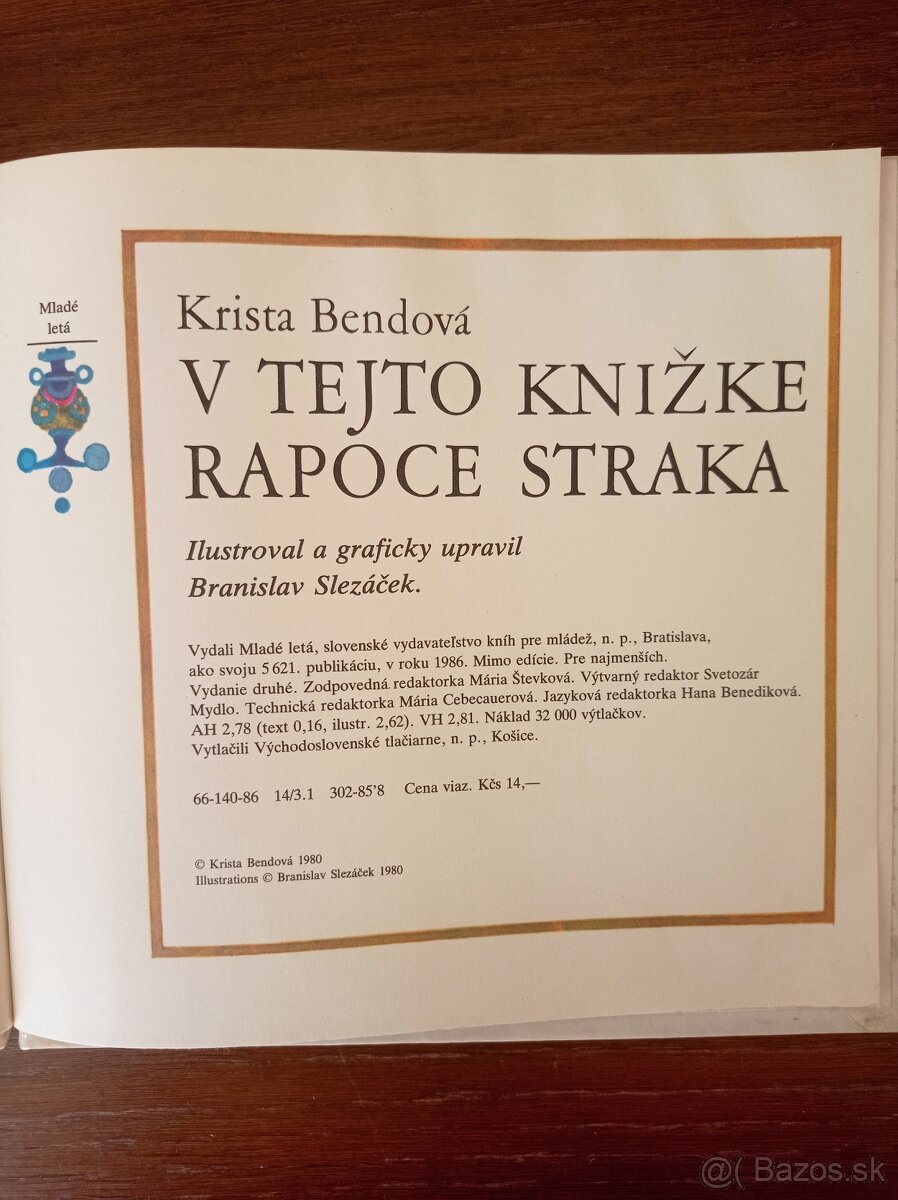 Mladé
letá
Krista Bendová
V TEJTO KNIŽKE
RAPOCE STRAKA
Ilustroval a graficky upravil
Branislav Slezáček.
Vydali Mladé letá, slovenské vydavateľstvo kníh pre mládež, n. p., Bratislava,
ako svoju 5 621. publikáciu, v roku 1986. Mimo edície. Pre najmenších.
Vydanie druhé. Zodpovedná redaktorka Mária Števková. Výtvarný redaktor Svetozár
Mydlo. Technická redaktorka Mária Cebecauerová. Jazyková redaktorka Hana Benediková.
AH 2,78 (text 0,16, ilustr. 2,62). VH 2,81. Náklad 32 000 výtlačkov.
Vytlačili Východoslovenské tlačiarne, n. p., Košice.
66-140-86 14/3.1 302-85'8 Cena viaz. Kčs 14,—
© Krista Bendová 1980
Illustrations © Branislav Slezáček 1980
@( Bazos.sk